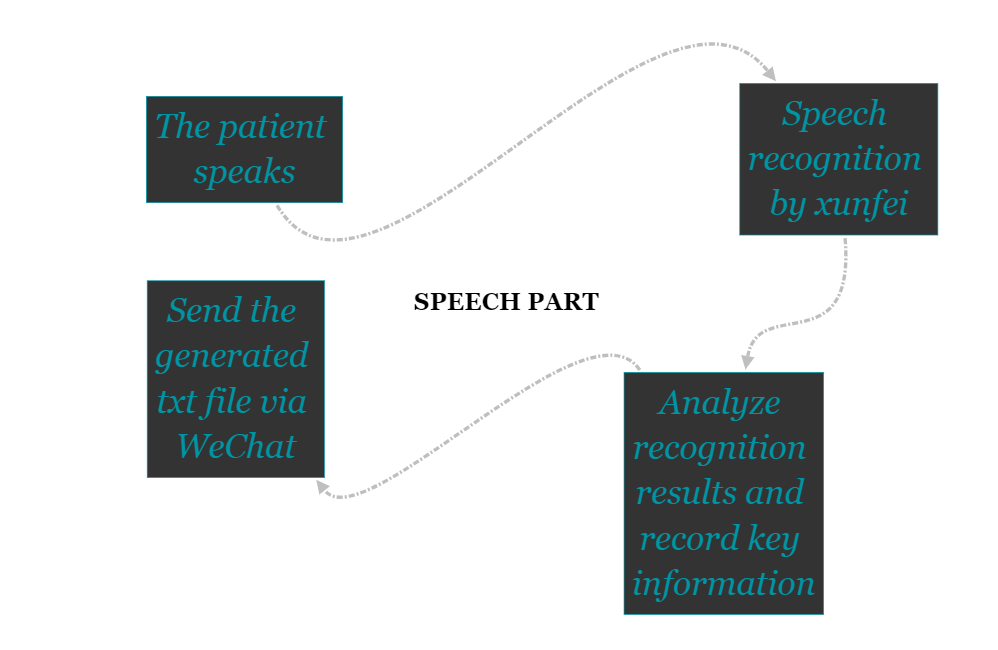 The patient
speaks
Speech
recognition
by xunfei
SPEECH PART
Send the
generated
txt file via
WeChat
Analyze
recognition
results and
record key
information